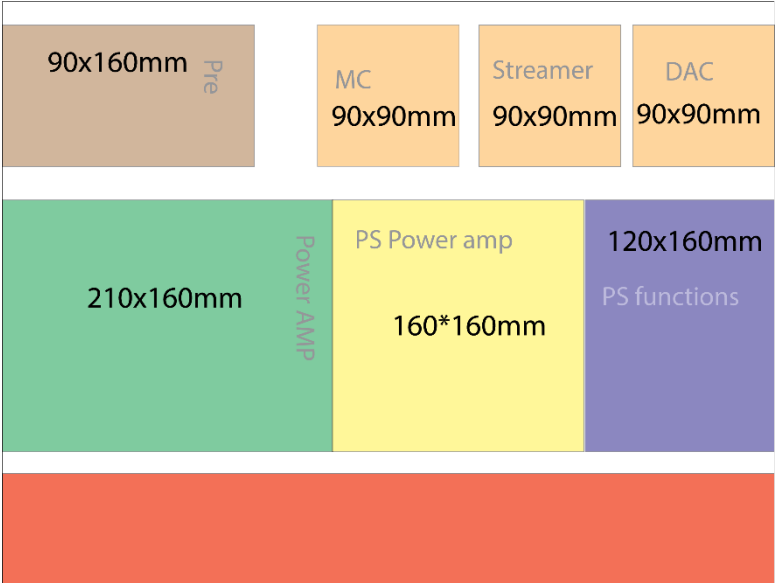 90x160mm
Pre
MC
90x90mm
Streamer
90x90mm
DAC
90x90mm
210x160mm
Power AMP
PS Power amp
160*160mm
120x160mm
PS functions